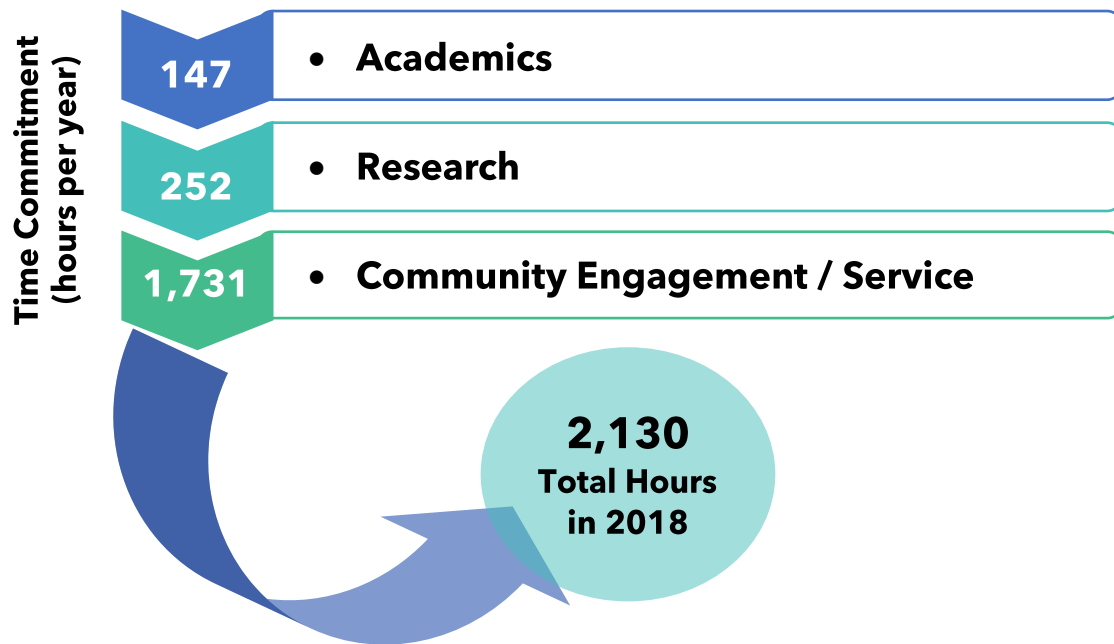 Time Commitment
(hours per year)
147
• Academics
252
• Research
1,731
• Community Engagement / Service
2,130
Total Hours
in 2018